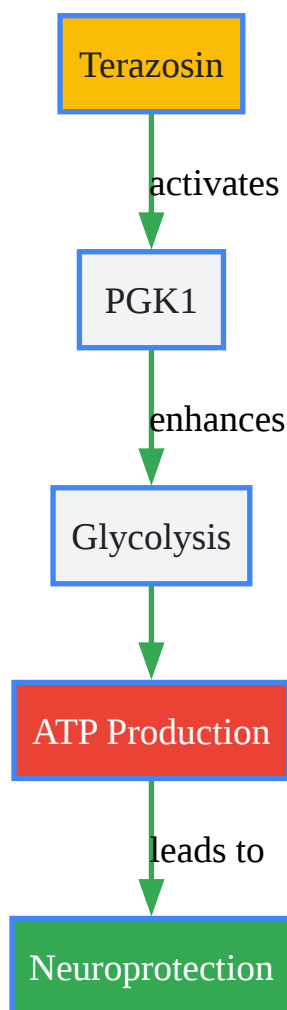 Terazosin
activates
PGK1
enhances
Glycolysis
ATP Production
leads to
Neuroprotection